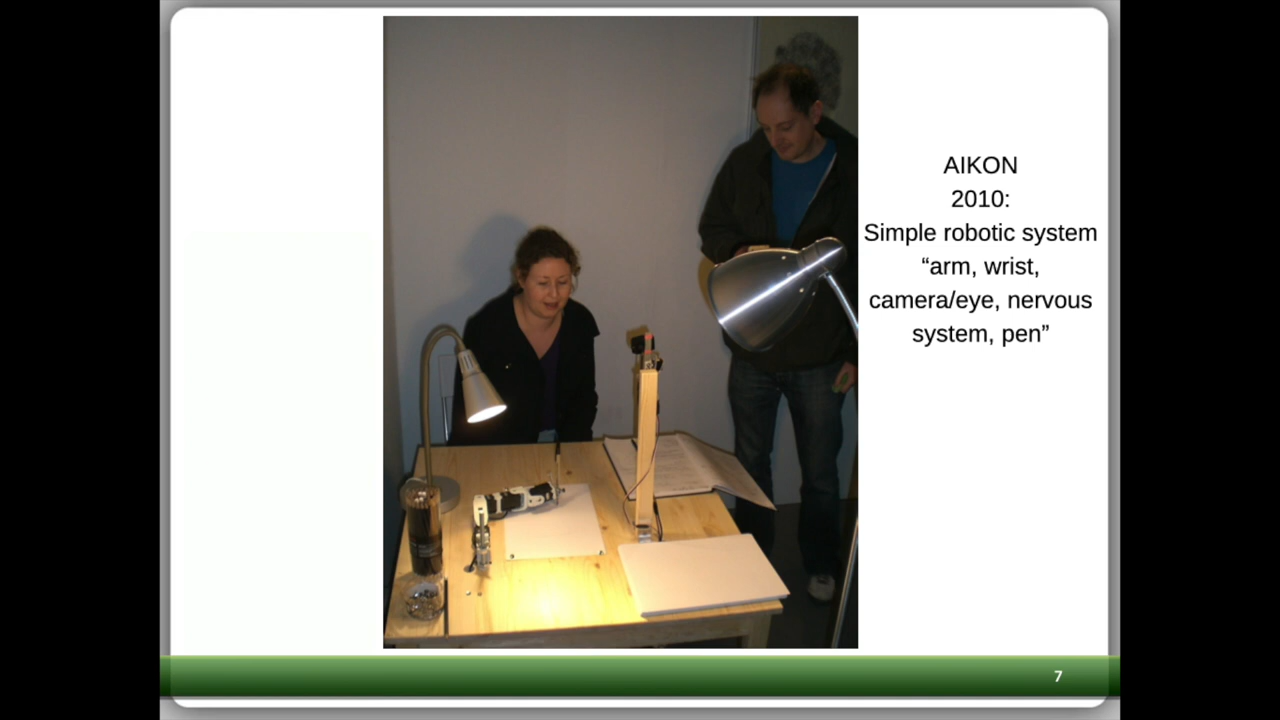 AIKON
2010:
Simple robotic system
“arm, wrist,
camera/eye, nervous
system, pen”
7